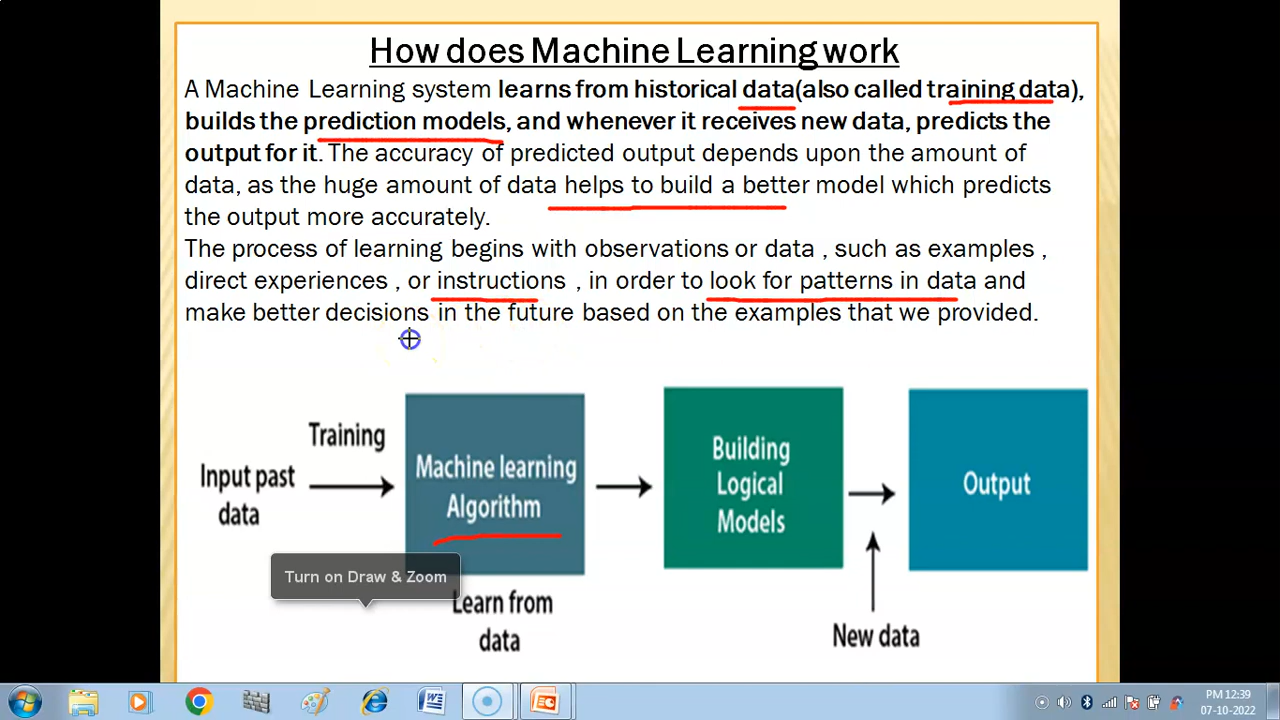 How does Machine Learning work
A Machine Learning system learns from historical data(also called training data),
builds the prediction models, and whenever it receives new data, predicts the
output for it. The accuracy of predicted output depends upon the amount of
data, as the huge amount of data helps to build a better model which predicts
the output more accurately.
The process of learning begins with observations or data , such as examples ,
direct experiences , or instructions , in order to look for patterns in data and
make better decisions in the future based on the examples that we provided.
Input past
data
Training
Machine learning
Algorithm
Learn from
data
Building
Logical
Models
New data
Output
Turn on Draw & Zoom
PM 12:39
07-10-2022